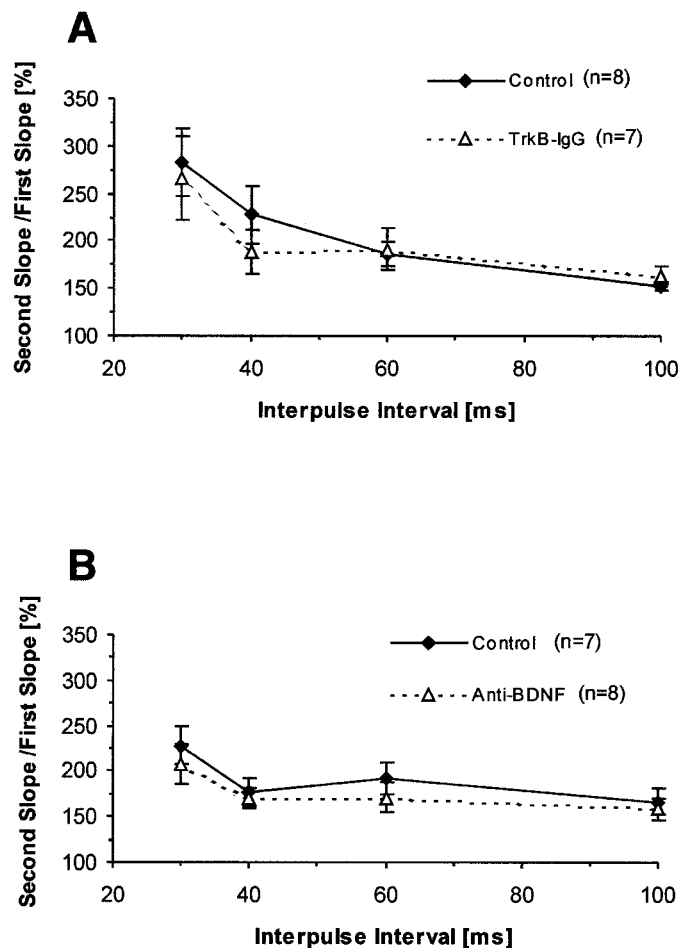 A
Control (n=8)
TrkB-IgG (n=7)
Second Slope /First Slope [%]
350
300
250
200
150
100
20 40 60 80 100
Interpulse Interval [ms]
B
Control (n=7)
Anti-BDNF (n=8)
Second Slope /First Slope [%]
350
300
250
200
150
100
20 40 60 80 100
Interpulse Interval [ms]